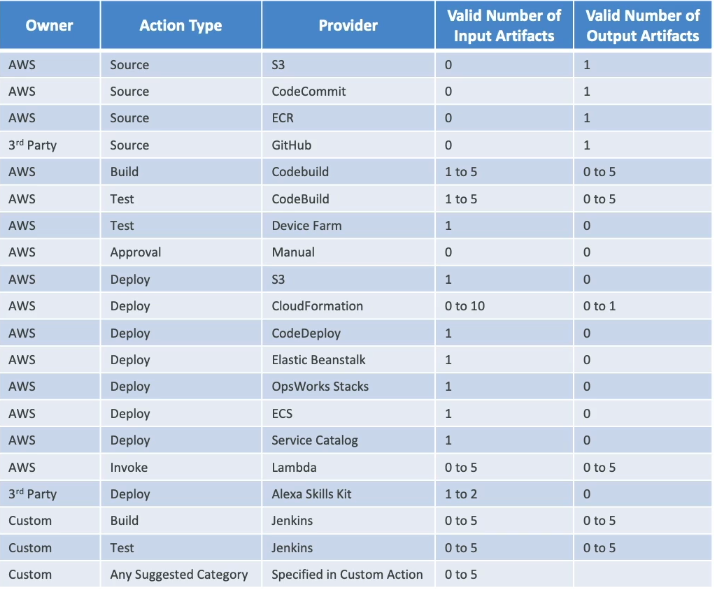 Owner Action Type Provider Valid Number of Input Artifacts Valid Number of Output Artifacts
AWS Source S3 0 1
AWS Source CodeCommit 0 1
AWS Source ECR 0 1
3rd Party Source GitHub 0 1
AWS Build Codebuild 1 to 5 0 to 5
AWS Test CodeBuild 1 to 5 0 to 5
AWS Test Device Farm 1 0
AWS Approval Manual 0 0
AWS Deploy S3 1 0
AWS Deploy CloudFormation 0 to 10 0 to 1
AWS Deploy CodeDeploy 1 0
AWS Deploy Elastic Beanstalk 1 0
AWS Deploy OpsWorks Stacks 1 0
AWS Deploy ECS 1 0
AWS Deploy Service Catalog 1 0
AWS Invoke Lambda 0 to 5 0 to 5
3rd Party Deploy Alexa Skills Kit 1 to 2 0
Custom Build Jenkins 0 to 5 0 to 5
Custom Test Jenkins 0 to 5 0 to 5
Custom Any Suggested Category Specified in Custom Action 0 to 5